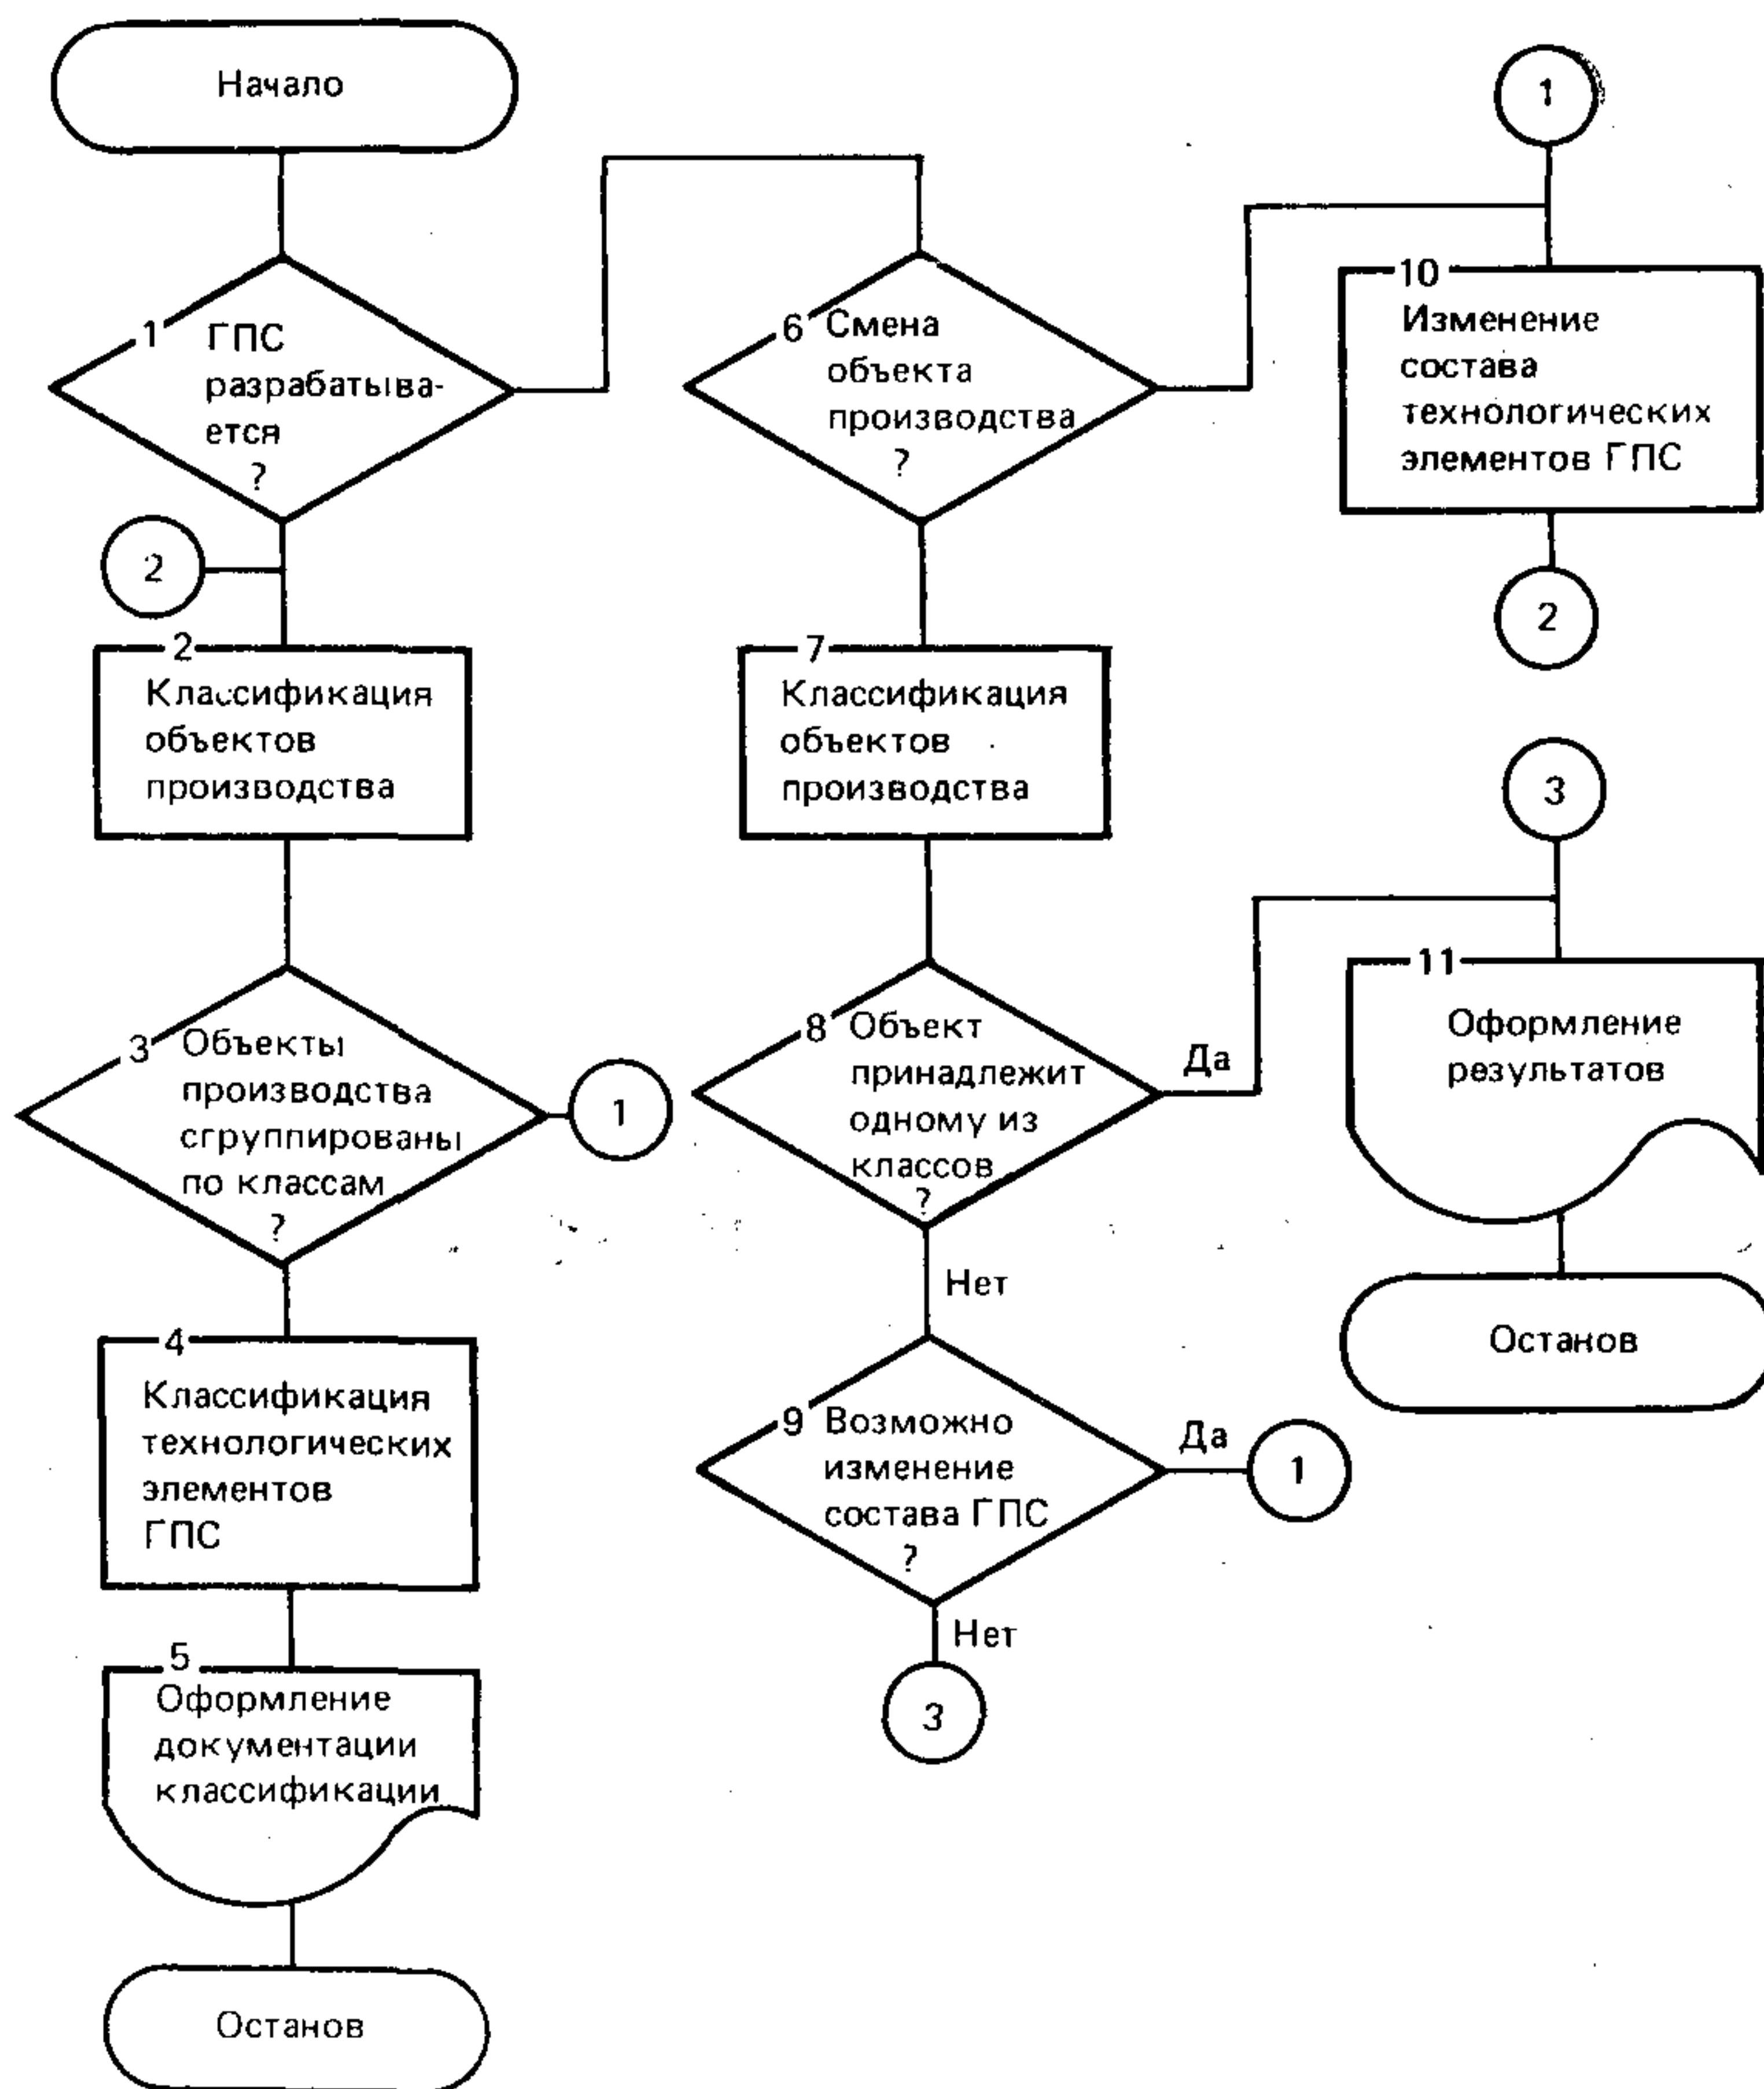 Начало
1
ГПС
разрабатыва-
ется
?
2
2
Классификация
объектов
производства
3
Объекты
производства
сгруппированы
по классам
?
1
4
Классификация
технологических
элементов
ГПС
5
Оформление
документации
классификации
Останов
6
Смена
объекта
производства
?
7
Классификация
объектов
производства
8
Объект
принадлежит
одному из
классов
?
Да
Нет
9
Возможно
изменение
состава ГПС
?
Да
1
Нет
3
1
10
Изменение
состава
технологических
элементов ГПС
2
3
11
Оформление
результатов
Останов